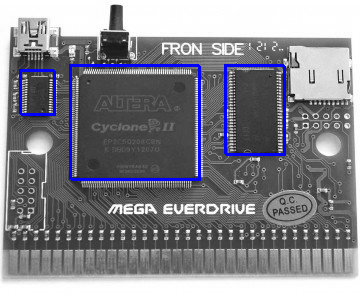 FRON SIDE
ALTERA
Cyclone II
MEGA EVERDRIVE
Q.C
PASSED